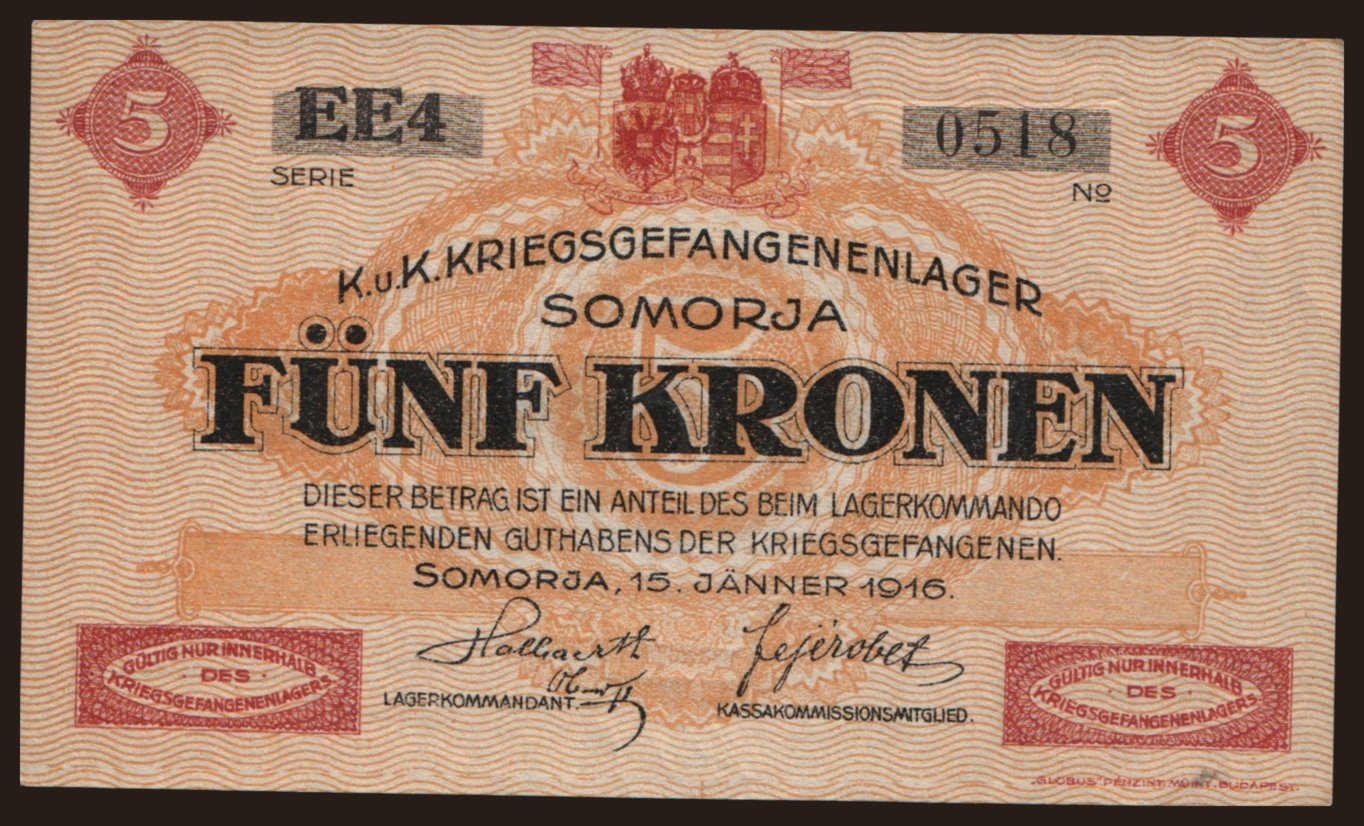 5
EE4
SERIE
0518
No
5
K.u.K. KRIEGSGEFANGENENLAGER
SOMORJA
5
FÜNF KRONEN
DIESER BETRAG IST EIN ANTEIL DES BEIM LAGERKOMMANDO
ERLIEGENDEN GUTHABENS DER KRIEGSGEFANGENEN.
SOMORJA, 15. JÄNNER 1916.
LAGERKOMMANDANT.
KASSAKOMMISSIONSMITGLIED.
GÜLTIG NUR INNERHALB
· DES ·
KRIEGSGEFANGENENLAGERS
GÜLTIG NUR INNERHALB
DES ·
KRIEGSGEFANGENENLAGERS
„GLOBUS" PÉNZINT. MŰINT. BUDAPEST.